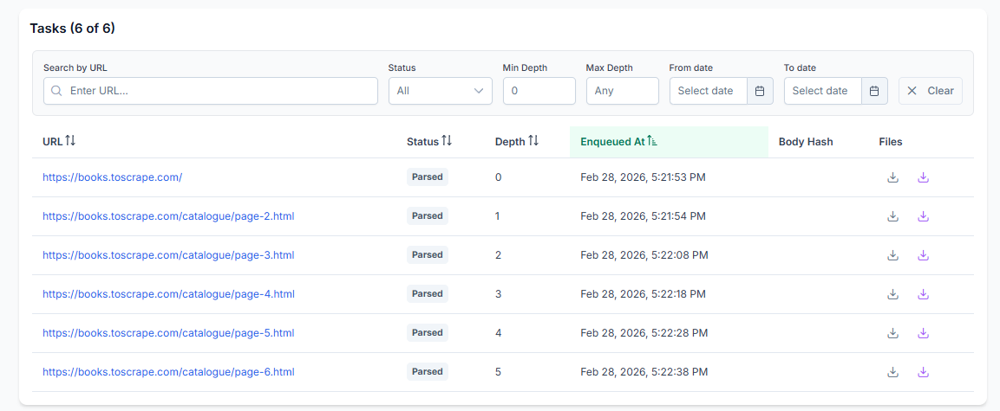 Tasks (6 of 6)
Search by URL Status Min Depth Max Depth From date To date
Enter URL... All 0 Any Select date Select date Clear
URL Status Depth Enqueued At Body Hash Files
https://books.toscrape.com/ Parsed 0 Feb 28, 2026, 5:21:53 PM
https://books.toscrape.com/catalogue/page-2.html Parsed 1 Feb 28, 2026, 5:21:54 PM
https://books.toscrape.com/catalogue/page-3.html Parsed 2 Feb 28, 2026, 5:22:08 PM
https://books.toscrape.com/catalogue/page-4.html Parsed 3 Feb 28, 2026, 5:22:18 PM
https://books.toscrape.com/catalogue/page-5.html Parsed 4 Feb 28, 2026, 5:22:28 PM
https://books.toscrape.com/catalogue/page-6.html Parsed 5 Feb 28, 2026, 5:22:38 PM